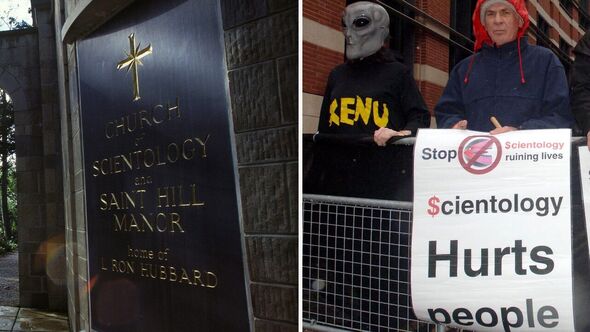 CHURCH
of
SCIENTOLOGY
and
SAINT HILL
MANOR
home of
L RON HUBBARD
XENU
Stop $cientology
ruining lives
$cientology
Hurts
people